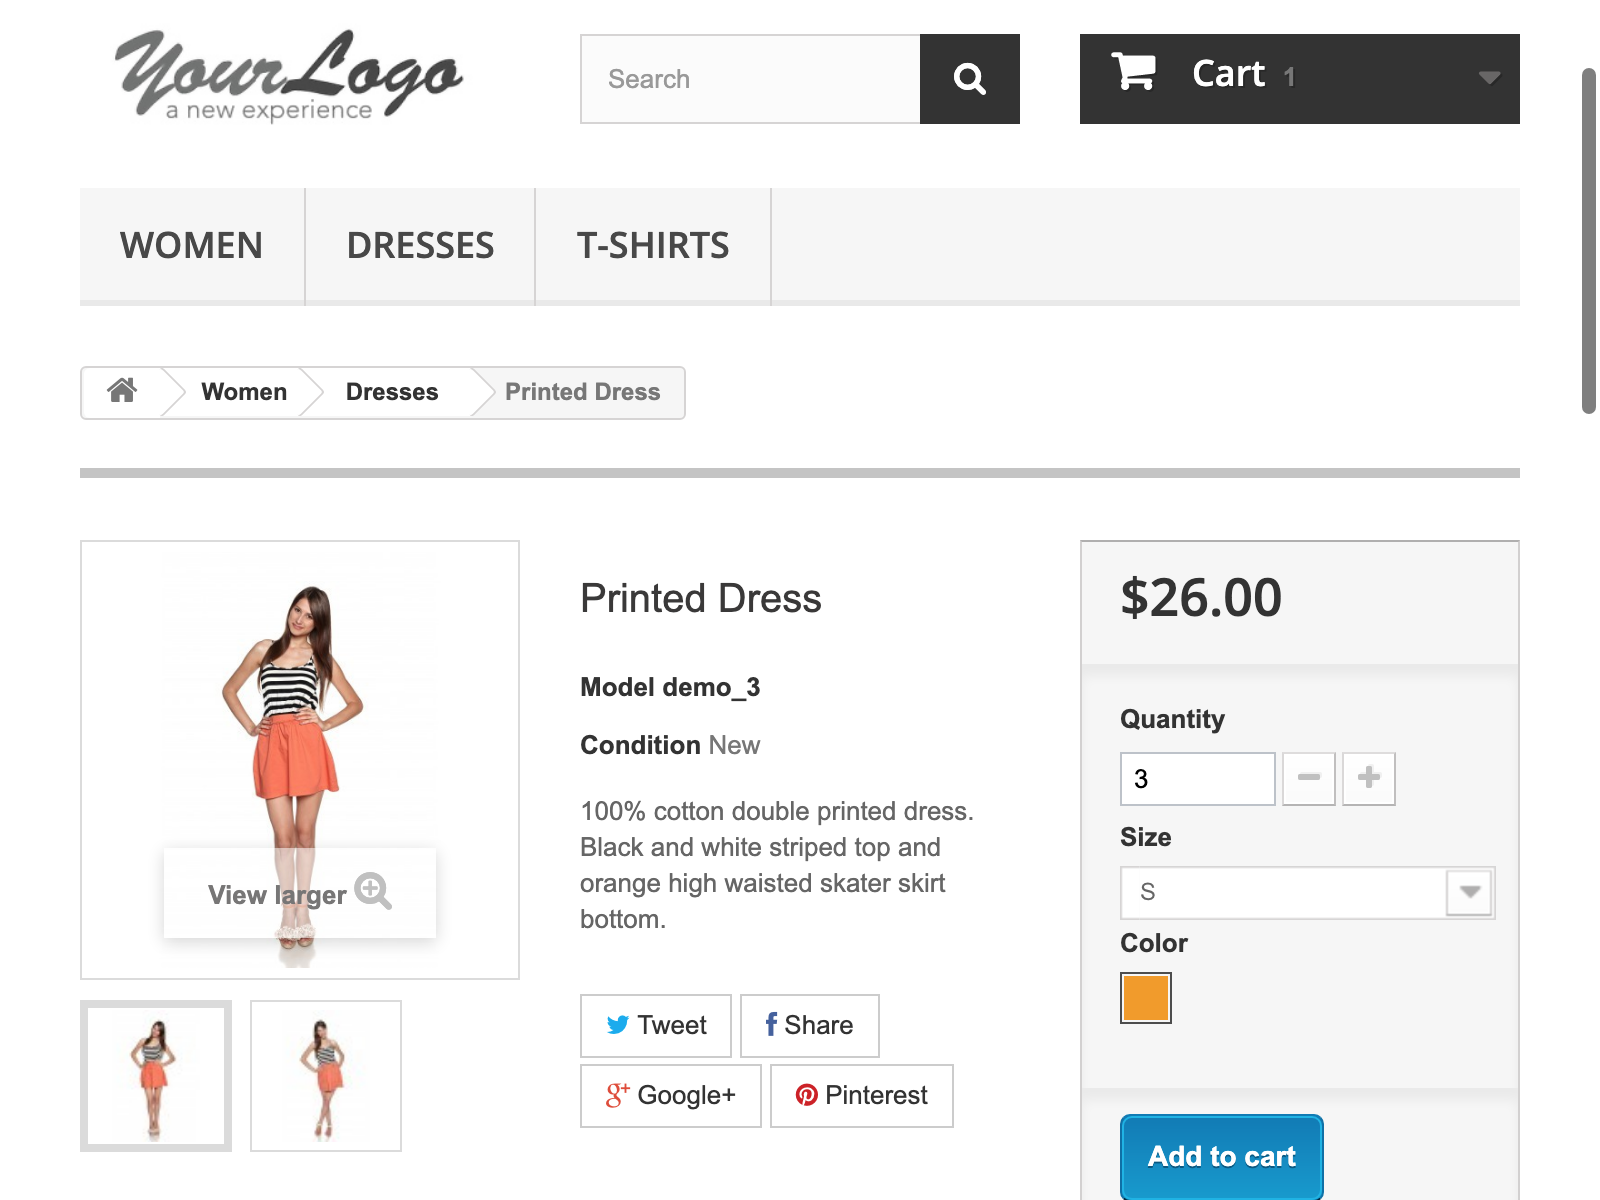 YourLogo
a new experience
Search
Cart 1
WOMEN
DRESSES
T-SHIRTS
Women
Dresses
Printed Dress
View larger
Printed Dress
Model demo_3
Condition New
100% cotton double printed dress.
Black and white striped top and
orange high waisted skater skirt
bottom.
Tweet
Share
Google+
Pinterest
$26.00
Quantity
3
Size
S
Color
Add to cart